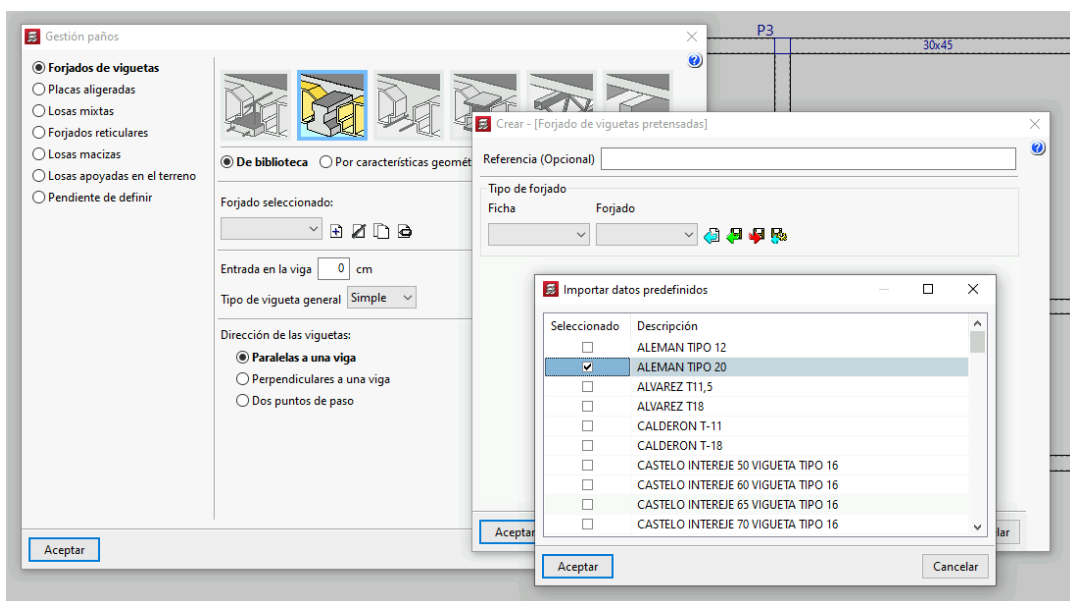 P3
30x45
Gestión paños
Forjados de viguetas
Placas aligeradas
Losas mixtas
Forjados reticulares
Losas macizas
Losas apoyadas en el terreno
Pendiente de definir
De biblioteca Por características geomét
Forjado seleccionado:
Entrada en la viga 0 cm
Tipo de vigueta general Simple
Dirección de las viguetas:
Paralelas a una viga
Perpendiculares a una viga
Dos puntos de paso
Aceptar
Crear - [Forjado de viguetas pretensadas]
Referencia (Opcional)
Tipo de forjado
Ficha Forjado
Aceptar
lar
Importar datos predefinidos
Seleccionado Descripción
ALEMAN TIPO 12
ALEMAN TIPO 20
ALVAREZ T11,5
ALVAREZ T18
CALDERON T-11
CALDERON T-18
CASTELO INTEREJE 50 VIGUETA TIPO 16
CASTELO INTEREJE 60 VIGUETA TIPO 16
CASTELO INTEREJE 65 VIGUETA TIPO 16
CASTELO INTEREJE 70 VIGUETA TIPO 16
Aceptar Cancelar